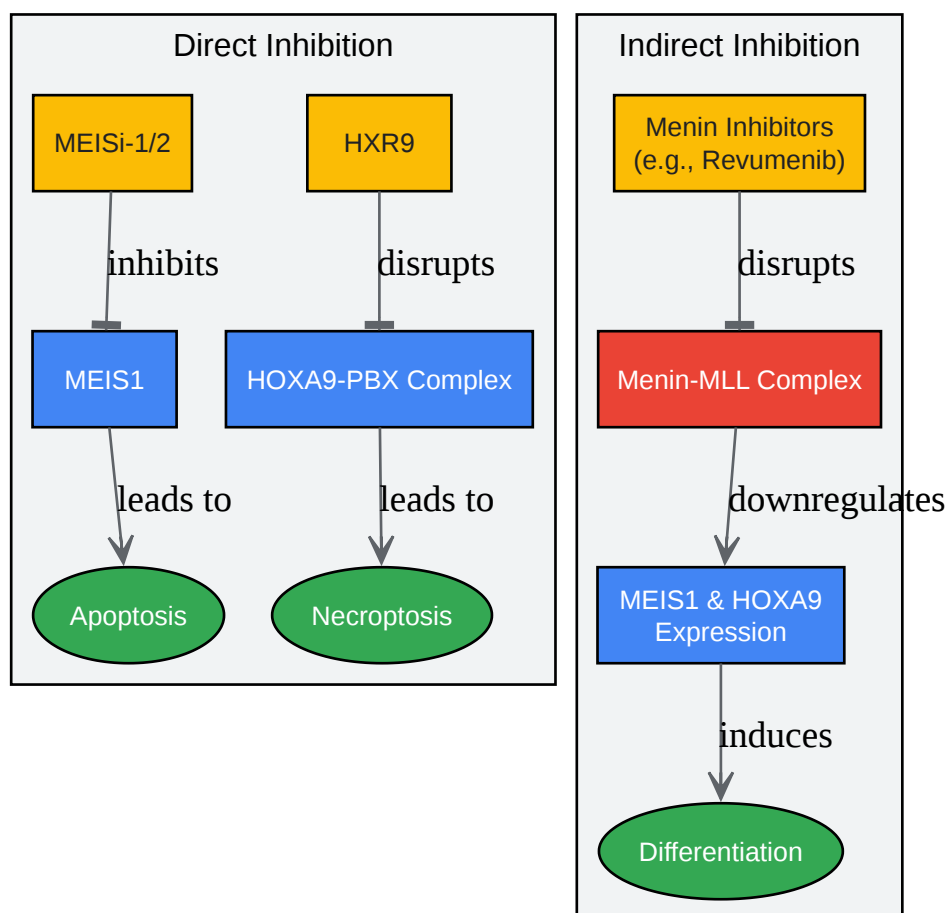 Direct Inhibition
MEISi-1/2
HXR9
inhibits
disrupts
MEIS1
HOXA9-PBX Complex
leads to
leads to
Apoptosis
Necroptosis
Indirect Inhibition
Menin Inhibitors
(e.g., Revumenib)
disrupts
Menin-MLL Complex
downregulates
MEIS1 & HOXA9
Expression
induces
Differentiation